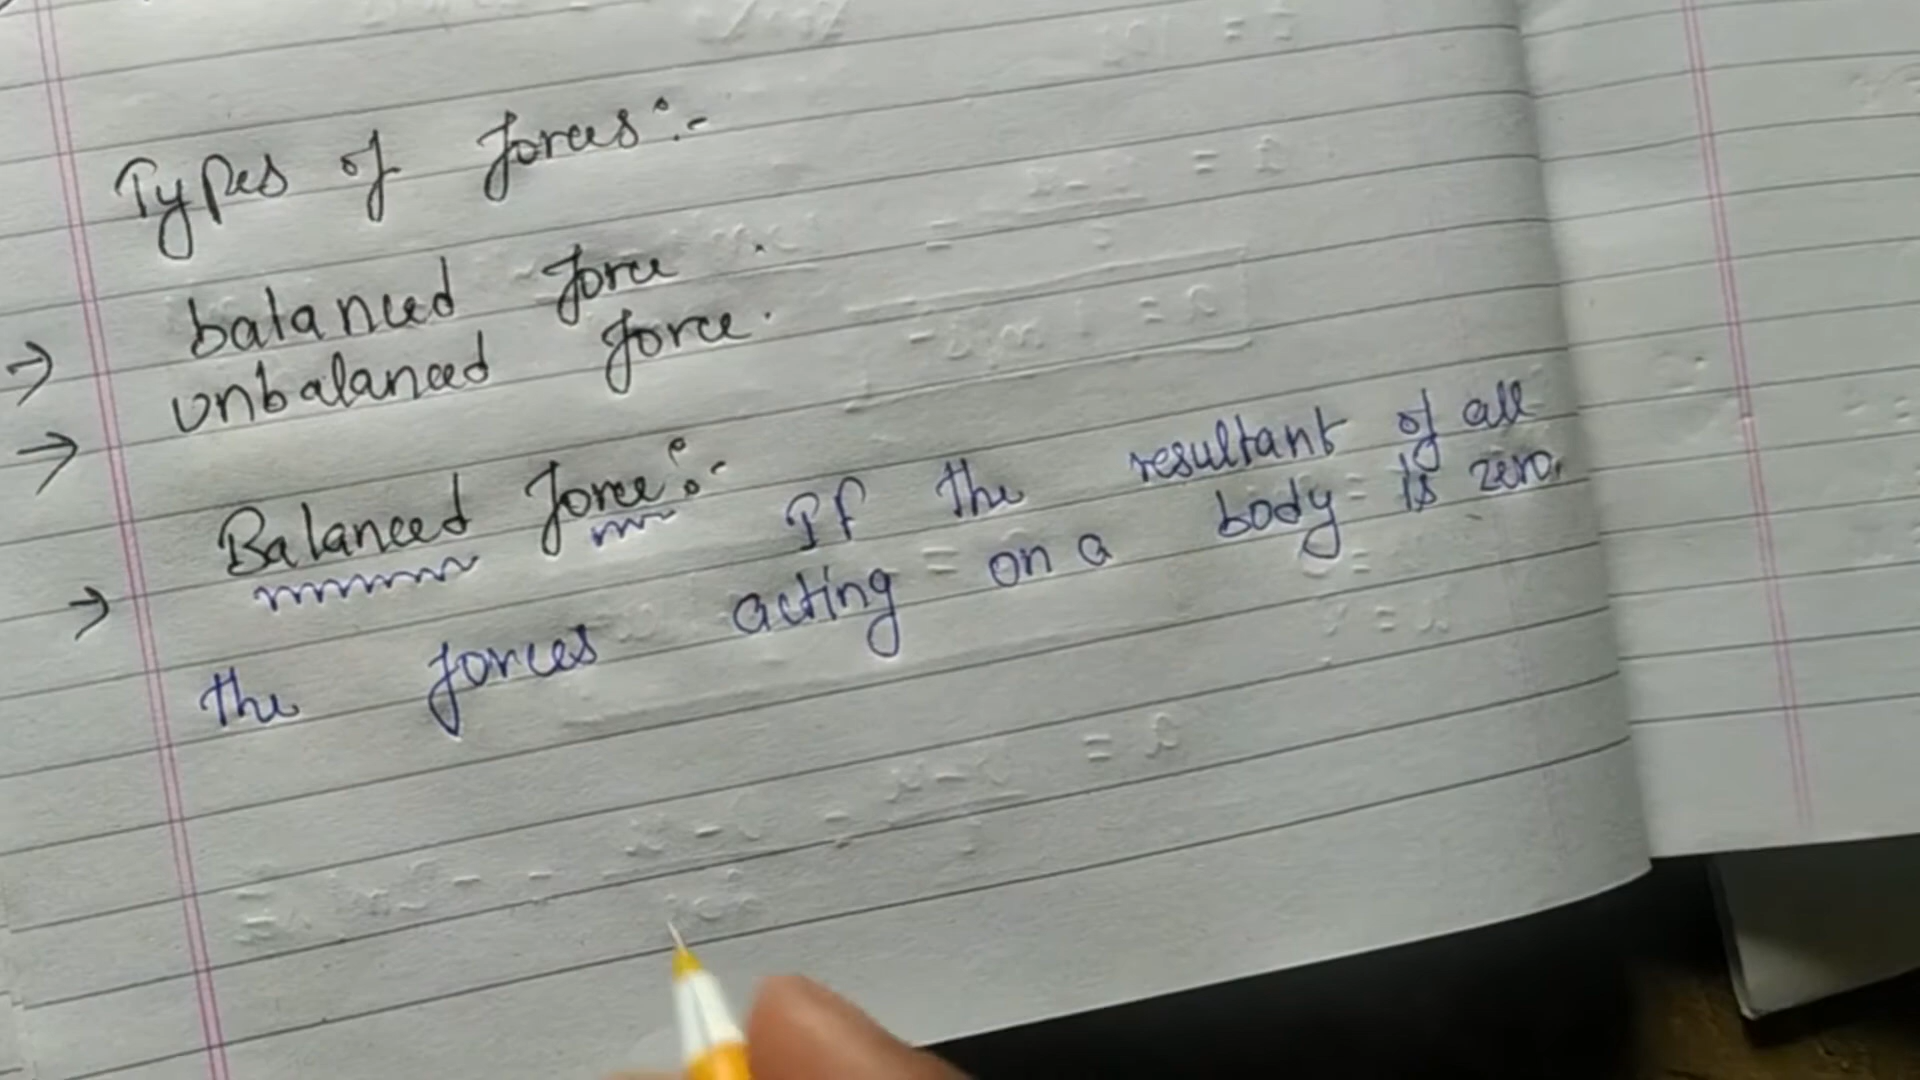 Types of forces:-
→ balanced force.
→ unbalanced force.
→ Balanced force:- If the resultant of all
the forces acting on a body is zero.